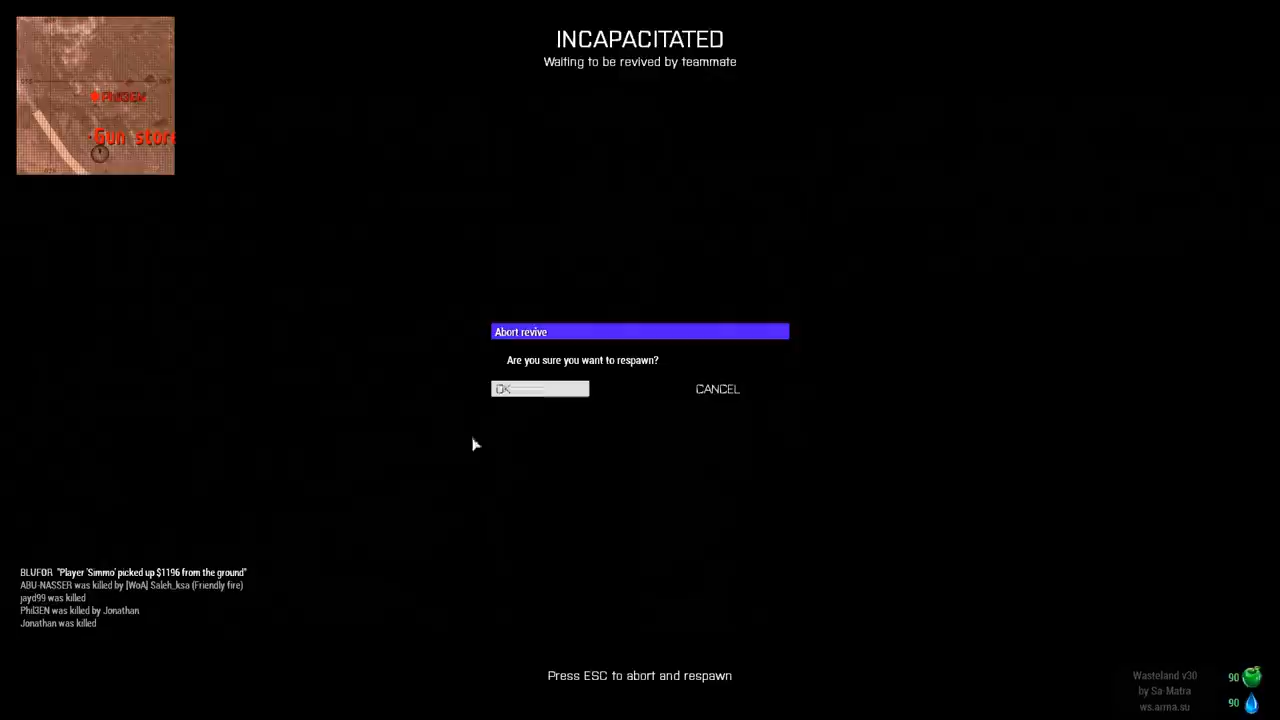 INCAPACITATED
Waiting to be revived by teammate
Phil3EN
Gun store
Abort revive
Are you sure you want to respawn?
OK
CANCEL
BLUFOR "Player 'Simmo' picked up $1196 from the ground"
ABU-NASSER was killed by [WoA] Saleh_ksa (Friendly fire)
jayd99 was killed
Phil3EN was killed by Jonathan
Jonathan was killed
Press ESC to abort and respawn
Wasteland v30
by Sa-Matra
ws.arma.su
90
90